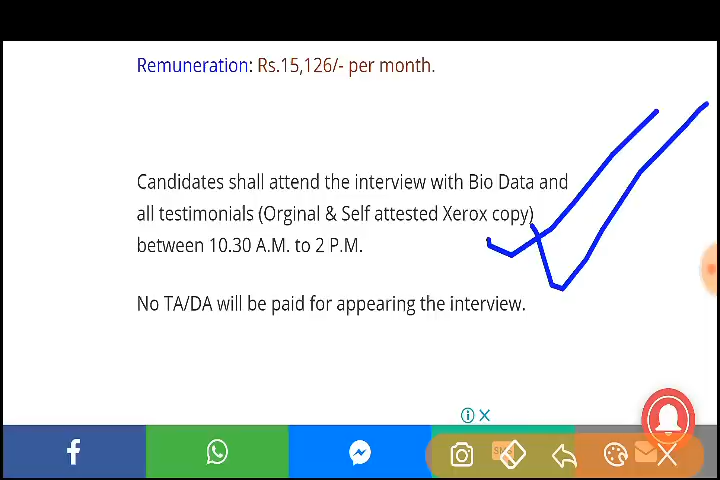 Remuneration: Rs.15,126/- per month.
Candidates shall attend the interview with Bio Data and
all testimonials (Orginal & Self attested Xerox copy)
between 10.30 A.M. to 2 P.M.
No TA/DA will be paid for appearing the interview.